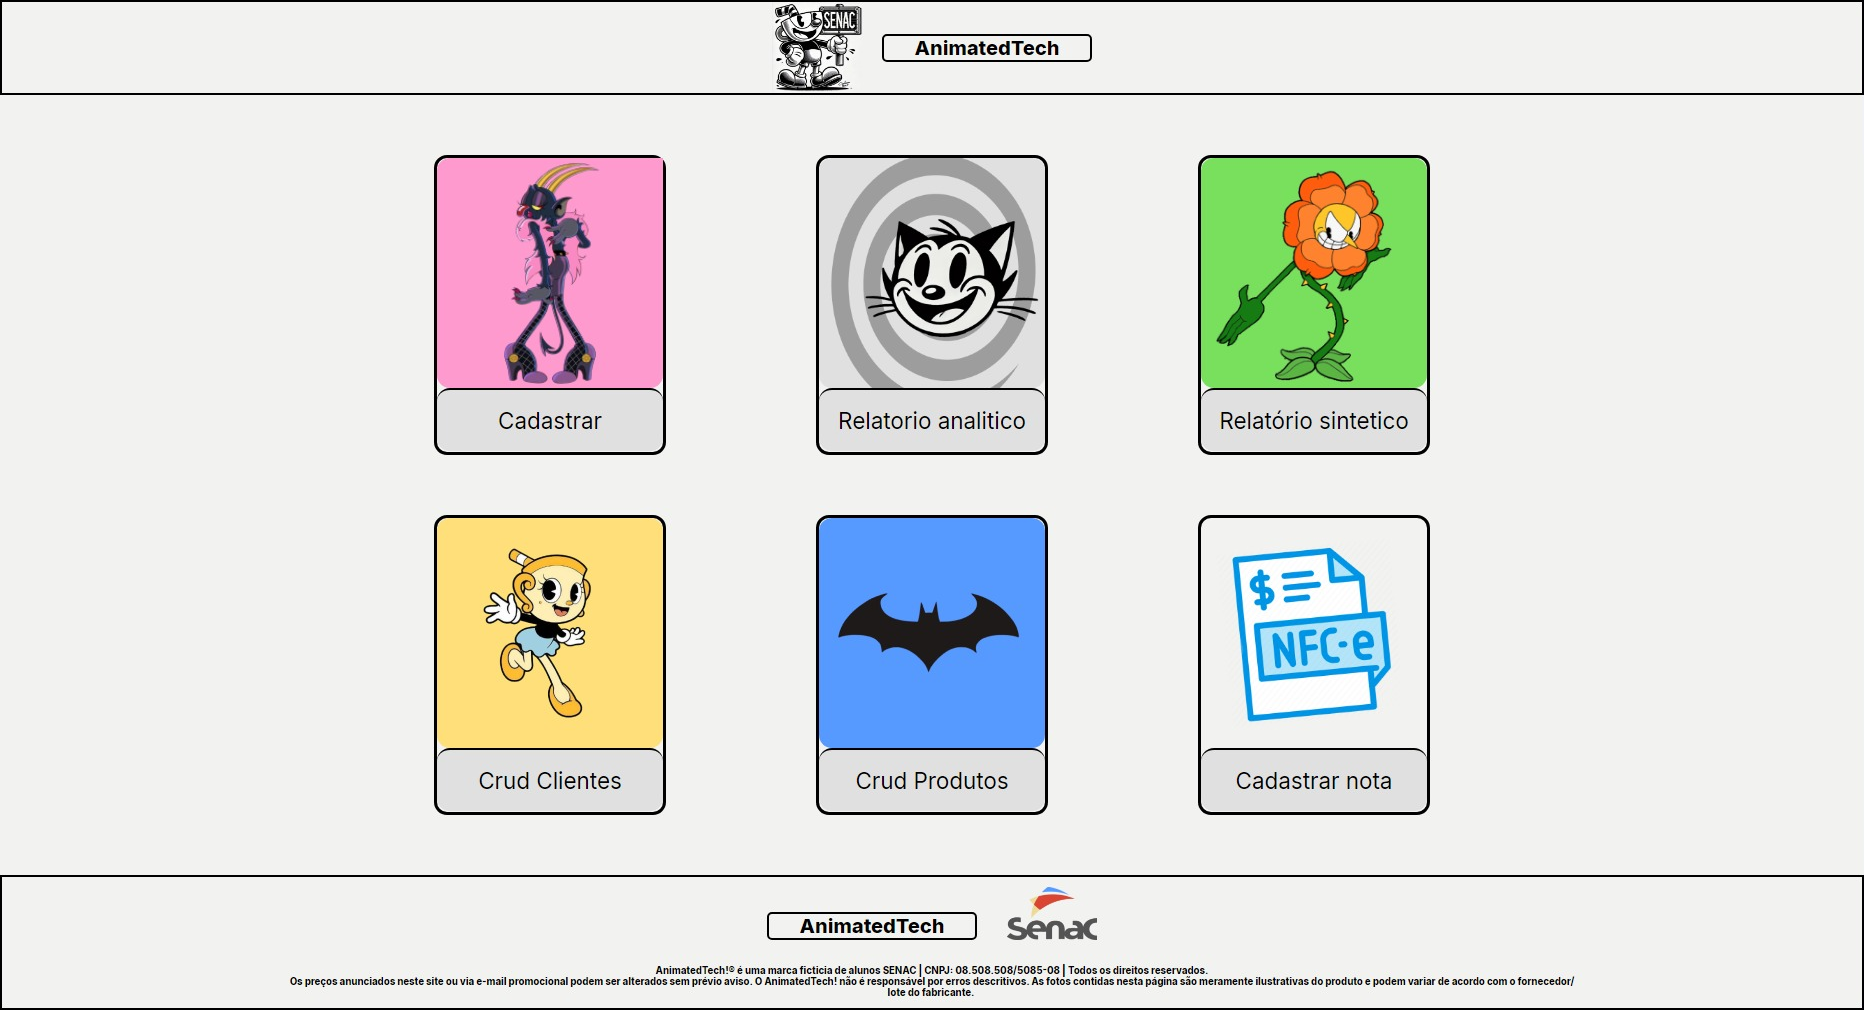 SENAC
AnimatedTech
Cadastrar
Relatorio analitico
Relatório sintetico
$
NFC-e
Crud Clientes
Crud Produtos
Cadastrar nota
AnimatedTech
senac
AnimatedTech!® é uma marca ficticia de alunos SENAC | CNPJ: 08.508.508/5085-08 | Todos os direitos reservados.
Os preços anunciados neste site ou via e-mail promocional podem ser alterados sem prévio aviso. O AnimatedTech! não é responsável por erros descritivos. As fotos contidas nesta página são meramente ilustrativas do produto e podem variar de acordo com o fornecedor/
lote do fabricante.